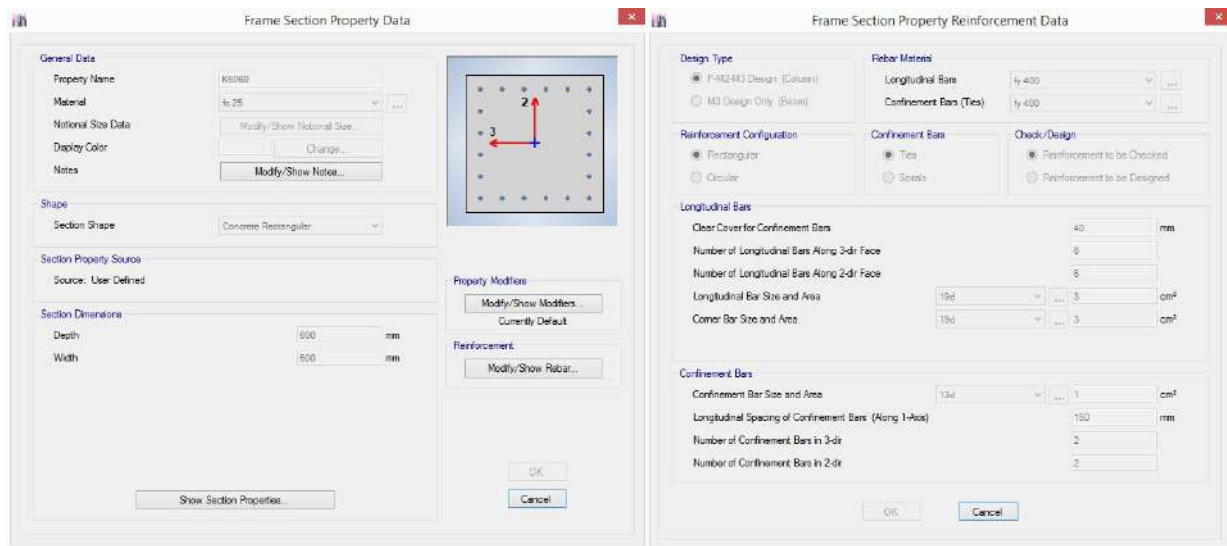 Frame Section Property Data
General Data
Property Name K6060
Material fc 25
Notional Size Data Modify/Show Notional Size...
Display Color Change...
Notes Modify/Show Notes...
2
3
Shape
Section Shape Concrete Rectangular
Section Property Source
Source: User Defined
Property Modifiers
Modify/Show Modifiers...
Currently Default
Section Dimensions
Depth 600 mm
Width 600 mm
Reinforcement
Modify/Show Rebar...
Show Section Properties...
OK
Cancel
Frame Section Property Reinforcement Data
Design Type
P-M2-M3 Design (Column)
M3 Design Only (Beam)
Rebar Material
Longitudinal Bars fy 400 ...
Confinement Bars (Ties) fy 400 ...
Reinforcement Configuration
Rectangular
Circular
Confinement Bars
Ties
Spirals
Check/Design
Reinforcement to be Checked
Reinforcement to be Designed
Longitudinal Bars
Clear Cover for Confinement Bars 40 mm
Number of Longitudinal Bars Along 3-dir Face 6
Number of Longitudinal Bars Along 2-dir Face 6
Longitudinal Bar Size and Area 19d ... 3 cm²
Corner Bar Size and Area 19d ... 3 cm²
Confinement Bars
Confinement Bar Size and Area 13d ... 1 cm²
Longitudinal Spacing of Confinement Bars (Along 1-Axis) 150 mm
Number of Confinement Bars in 3-dir 2
Number of Confinement Bars in 2-dir 2
OK
Cancel